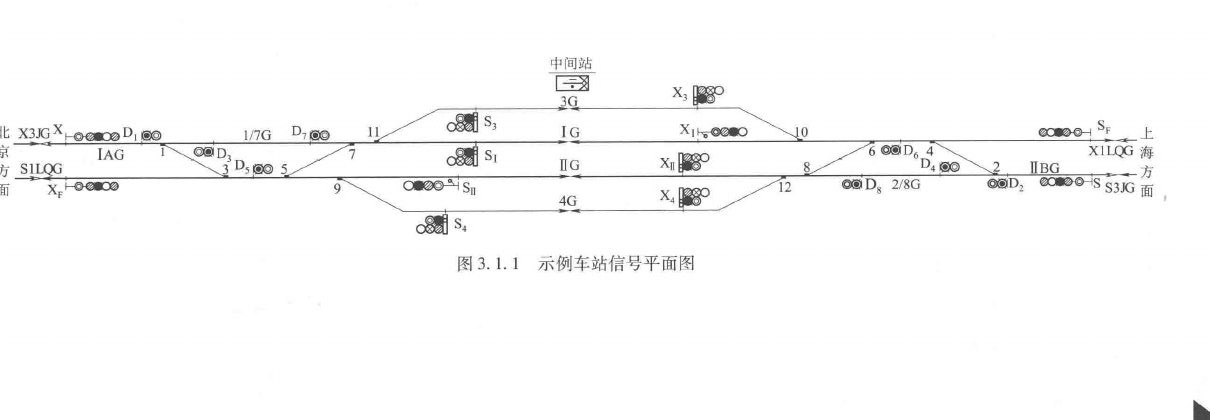 中间站
3G
X3
S3
北京方面
X3JG
X
D1
1/7G
D7
11
ⅠG
XⅠ
10
SF
上海方面
ⅠAG
1
D3
7
SⅠ
6
D6
4
X1LQG
S1LQG
3
D5
5
ⅡG
XⅡ
8
D4
2
ⅡBG
XF
9
SⅡ
12
D8
2/8G
D2
S
S3JG
4G
X4
S4
图 3.1.1 示例车站信号平面图